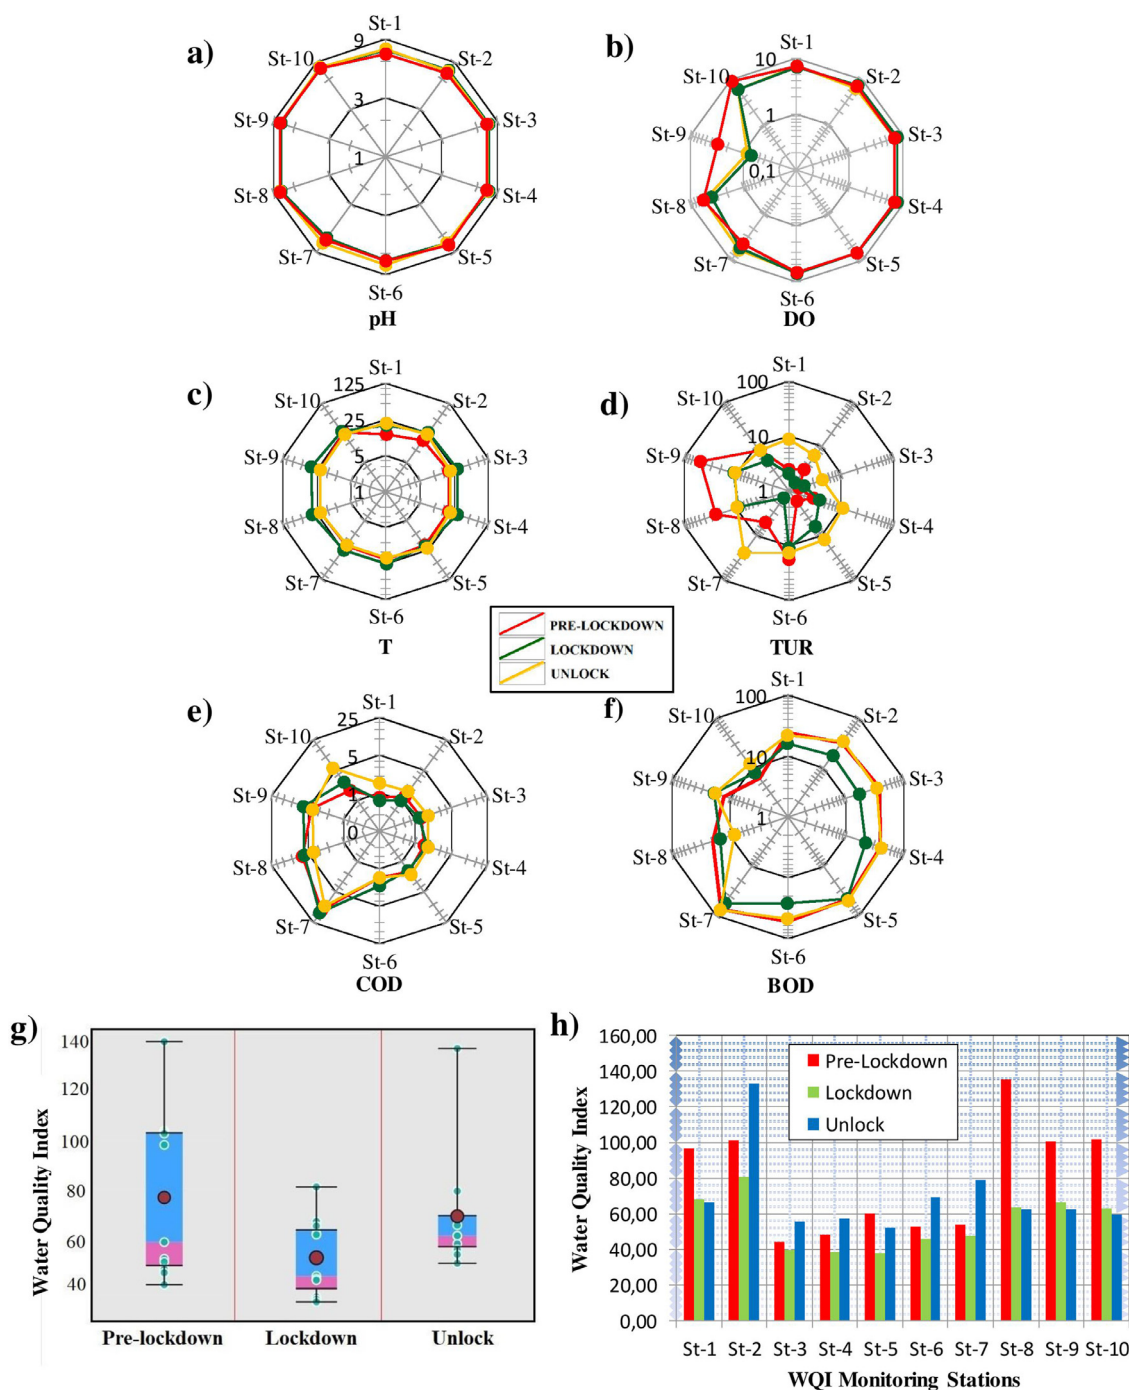 a)
St-1
9
St-10
St-2
3
St-9
St-3
1
St-8
St-4
St-7
St-5
St-6
pH
b)
St-1
10
St-10
St-2
1
St-9
St-3
0,1
St-8
St-4
St-7
St-5
St-6
DO
c)
St-1
125
St-10
St-2
25
St-9
5
St-3
1
St-8
St-4
St-7
St-5
St-6
T
d)
St-1
100
St-10
St-2
10
St-9
St-3
1
St-8
St-4
St-7
St-5
St-6
TUR
PRE-LOCKDOWN
LOCKDOWN
UNLOCK
e)
St-1
25
St-10
St-2
5
St-9
1
St-3
0
St-8
St-4
St-7
St-5
St-6
COD
f)
St-1
100
St-10
St-2
10
St-9
St-3
1
St-8
St-4
St-7
St-5
St-6
BOD
g)
Water Quality Index
140
120
100
80
60
40
Pre-lockdown Lockdown Unlock
h)
Water Quality Index
160,00
140,00
120,00
100,00
80,00
60,00
40,00
20,00
0,00
Pre-Lockdown
Lockdown
Unlock
St-1 St-2 St-3 St-4 St-5 St-6 St-7 St-8 St-9 St-10
WQI Monitoring Stations